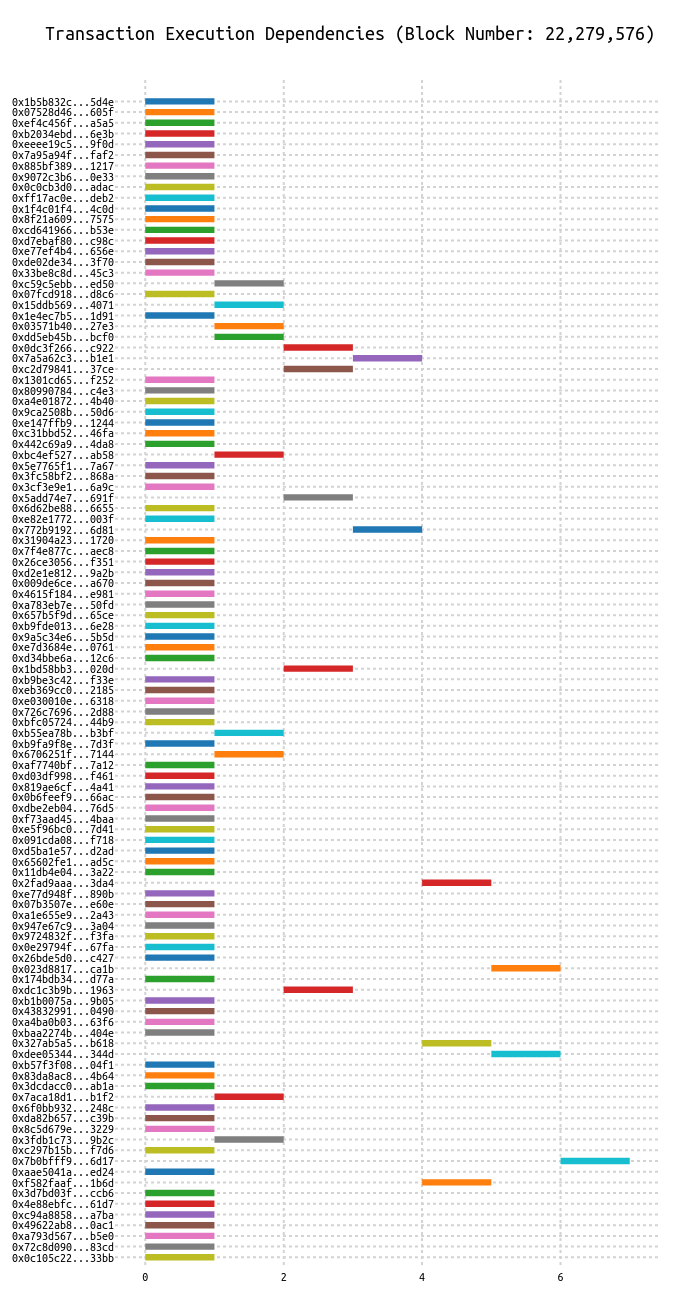 Transaction Execution Dependencies (Block Number: 22,279,576)
0x1b5b832c...5d4e
0x07528d46...605f
0xef4c456f...a5a5
0xb2034ebd...6e3b
0xeeee19c5...9f0d
0x7a95a94f...faf2
0x885bf389...1217
0x9072c3b6...0e33
0x0c0cb3d0...adac
0xff17ac0e...deb2
0x1f4c01f4...4c0d
0x8f21a609...7575
0xcd641966...b53e
0xd7ebaf80...c98c
0xe77ef4b4...656e
0xde02de34...3f70
0x33be8c8d...45c3
0xc59c5ebb...ed50
0x07fcd918...d8c6
0x15ddb569...4071
0x1e4ec7b5...1d91
0x03571b40...27e3
0xdd5eb45b...bcf0
0x0dc3f266...c922
0x7a5a62c3...b1e1
0xc2d79841...37ce
0x1301cd65...f252
0x80990784...c4e3
0xa4e01872...4b40
0x9ca2508b...50d6
0xe147ffb9...1244
0xc31bbd52...46fa
0x442c69a9...4da8
0xbc4ef527...ab58
0x5e7765f1...7a67
0x3fc58bf2...868a
0x3cf3e9e1...6a9c
0x5add74e7...691f
0x6d62be88...6655
0xe82e1772...003f
0x772b9192...6d81
0x31904a23...1720
0x7f4e877c...aec8
0x26ce3056...f351
0xd2e1e812...9a2b
0x009de6ce...a670
0x4615f184...e981
0xa783eb7e...50fd
0x657b5f9d...65ce
0xb9fde013...6e28
0x9a5c34e6...5b5d
0xe7d3684e...0761
0xd34bbe6a...12c6
0x1bd58bb3...020d
0xb9be3c42...f33e
0xeb369cc0...2185
0xe030010e...6318
0x726c7696...2d88
0xbfc05724...44b9
0xb55ea78b...b3bf
0xb9fa9f8e...7d3f
0x6706251f...7144
0xaf7740bf...7a12
0xd03df998...f461
0x819ae6cf...4a41
0x0b6feef9...66ac
0xdbe2eb04...76d5
0xf73aad45...4baa
0xe5f96bc0...7d41
0x091cda08...f718
0xd5ba1e57...d2ad
0x65602fe1...ad5c
0x11db4e04...3a22
0x2fad9aaa...3da4
0xe77d948f...890b
0x07b3507e...e60e
0xa1e655e9...2a43
0x947e67c9...3a04
0x9724832f...f3fa
0x0e29794f...67fa
0x26bde5d0...c427
0x023d8817...ca1b
0x174bdb34...d77a
0xdc1c3b9b...1963
0xb1b0075a...9b05
0x43832991...0490
0xa4ba0b03...63f6
0xbaa2274b...404e
0x327ab5a5...b618
0xdee05344...344d
0xb57f3f08...04f1
0x83da8ac8...4b64
0x3dcdacc0...ab1a
0x7aca18d1...b1f2
0x6f0bb932...248c
0xda82b657...c39b
0x8c5d679e...3229
0x3fdb1c73...9b2c
0xc297b15b...f7d6
0x7b0bfff9...6d17
0xaae5041a...ed24
0xf582faaf...1b6d
0x3d7bd03f...ccb6
0x4e88ebfc...61d7
0xc94a8858...a7ba
0x49622ab8...0ac1
0xa793d567...b5e0
0x72c8d090...83cd
0x0c105c22...33bb
0 2 4 6